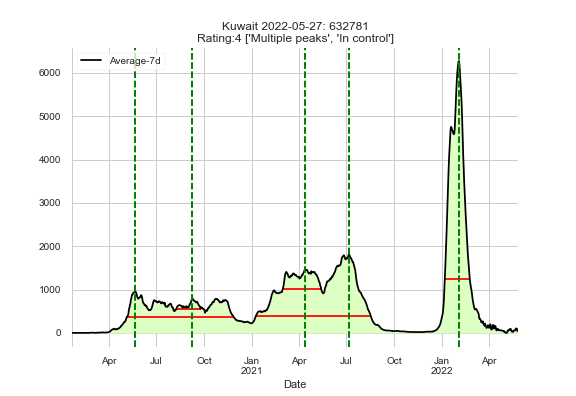 Kuwait 2022-05-27: 632781
Rating:4 ['Multiple peaks', 'In control']
Average-7d
6000
5000
4000
3000
2000
1000
0
Apr Jul Oct Jan Apr Jul Oct Jan Apr
2021 2022
Date